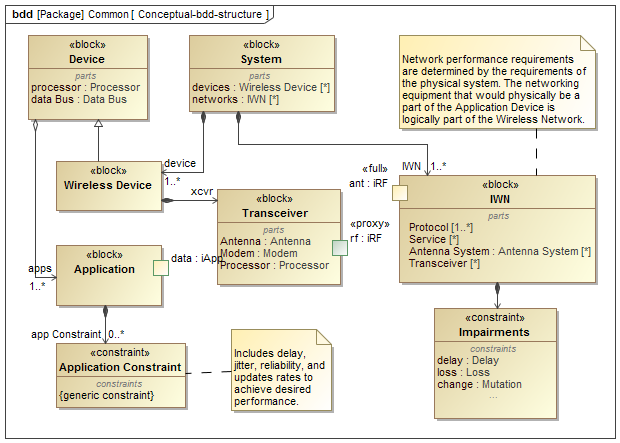 bdd [Package] Common [ Conceptual-bdd-structure ]
«block»
Device
parts
processor : Processor
data Bus : Data Bus
«block»
System
parts
devices : Wireless Device [*]
networks : IWN [*]
Network performance requirements
are determined by the requirements of
the physical system. The networking
equipment that would physically be a
part of the Application Device is
logically part of the Wireless Network.
device
1..*
«block»
Wireless Device
xcvr
«full»
ant : iRF
IWN
1..*
«block»
IWN
parts
Protocol [1..*]
Service [*]
Antenna System : Antenna System [*]
Transceiver [*]
«block»
Transceiver
parts
Antenna : Antenna
Modem : Modem
Processor : Processor
«proxy»
rf : iRF
apps
1..*
«block»
Application
data : iApp
app Constraint
0..*
«constraint»
Application Constraint
constraints
{generic constraint}
Includes delay,
jitter, reliability, and
updates rates to
achieve desired
performance.
«constraint»
Impairments
constraints
delay : Delay
loss : Loss
change : Mutation
...